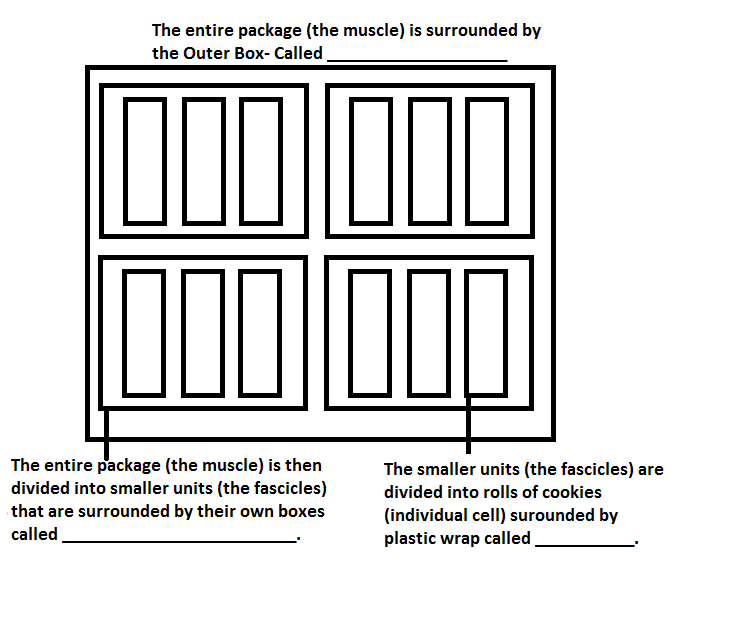 The entire package (the muscle) is surrounded by
the Outer Box- Called ____________________
The entire package (the muscle) is then
divided into smaller units (the fascicles)
that are surrounded by their own boxes
called __________________________.
The smaller units (the fascicles) are
divided into rolls of cookies
(individual cell) surounded by
plastic wrap called ___________.